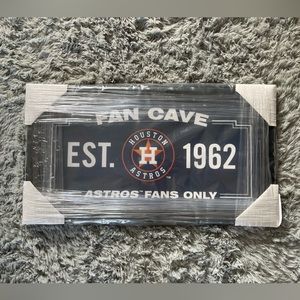 FAN CAVE
EST.
HOUSTON
H
ASTROS
1962
ASTROS FANS ONLY